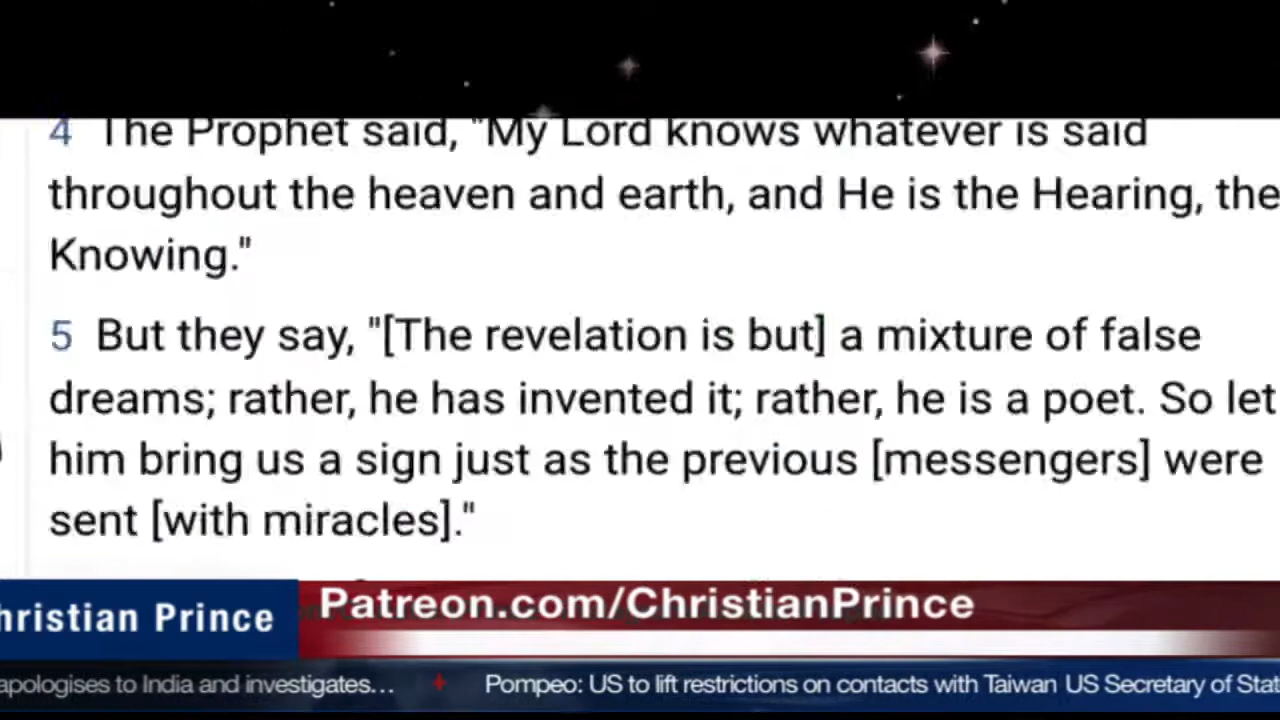 4 The Prophet said, "My Lord knows whatever is said
throughout the heaven and earth, and He is the Hearing, the
Knowing."
5 But they say, "[The revelation is but] a mixture of false
dreams; rather, he has invented it; rather, he is a poet. So let
him bring us a sign just as the previous [messengers] were
sent [with miracles]."
hristian Prince
Patreon.com/ChristianPrince
apologises to India and investigates... + Pompeo: US to lift restrictions on contacts with Taiwan US Secretary of Stat